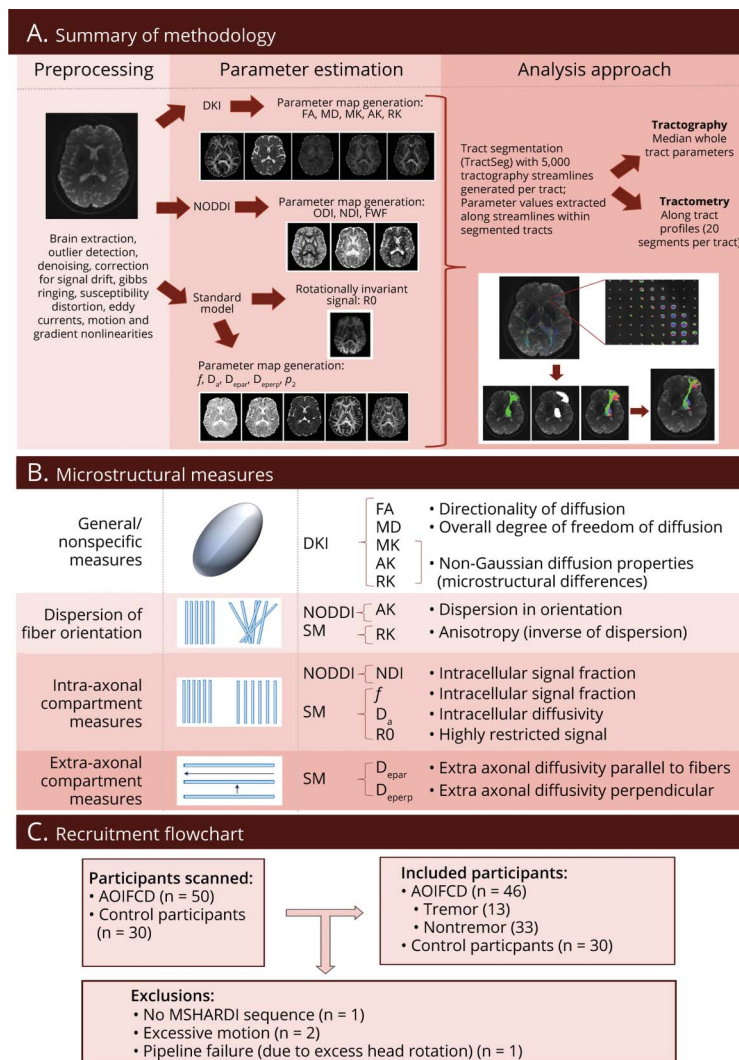 A. Summary of methodology
Preprocessing
Parameter estimation
Analysis approach
Brain extraction,
outlier detection,
denoising, correction
for signal drift, gibbs
ringing, susceptibility
distortion, eddy
currents, motion and
gradient nonlinearities
DKI
Parameter map generation:
FA, MD, MK, AK, RK
NODDI
Parameter map generation:
ODI, NDI, FWF
Standard
model
Rotationally invariant
signal: R0
Parameter map generation:
f, Da, Depar, Deperp, p2
Tract segmentation
(TractSeg) with 5,000
tractography streamlines
generated per tract;
Parameter values extracted
along streamlines within
segmented tracts
Tractography
Median whole
tract parameters
Tractometry
Along tract
profiles (20
segments per tract)
B. Microstructural measures
General/
nonspecific
measures
DKI
FA • Directionality of diffusion
MD • Overall degree of freedom of diffusion
MK
AK • Non-Gaussian diffusion properties
RK (microstructural differences)
Dispersion of
fiber orientation
NODDI AK • Dispersion in orientation
SM RK • Anisotropy (inverse of dispersion)
Intra-axonal
compartment
measures
NODDI NDI • Intracellular signal fraction
SM
f • Intracellular signal fraction
Da • Intracellular diffusivity
R0 • Highly restricted signal
Extra-axonal
compartment
measures
SM
Depar • Extra axonal diffusivity parallel to fibers
Deperp • Extra axonal diffusivity perpendicular
C. Recruitment flowchart
Participants scanned:
• AOIFCD (n = 50)
• Control participants
(n = 30)
Included participants:
• AOIFCD (n = 46)
• Tremor (13)
• Nontremor (33)
• Control partcipants (n = 30)
Exclusions:
• No MSHARDI sequence (n = 1)
• Excessive motion (n = 2)
• Pipeline failure (due to excess head rotation) (n = 1)